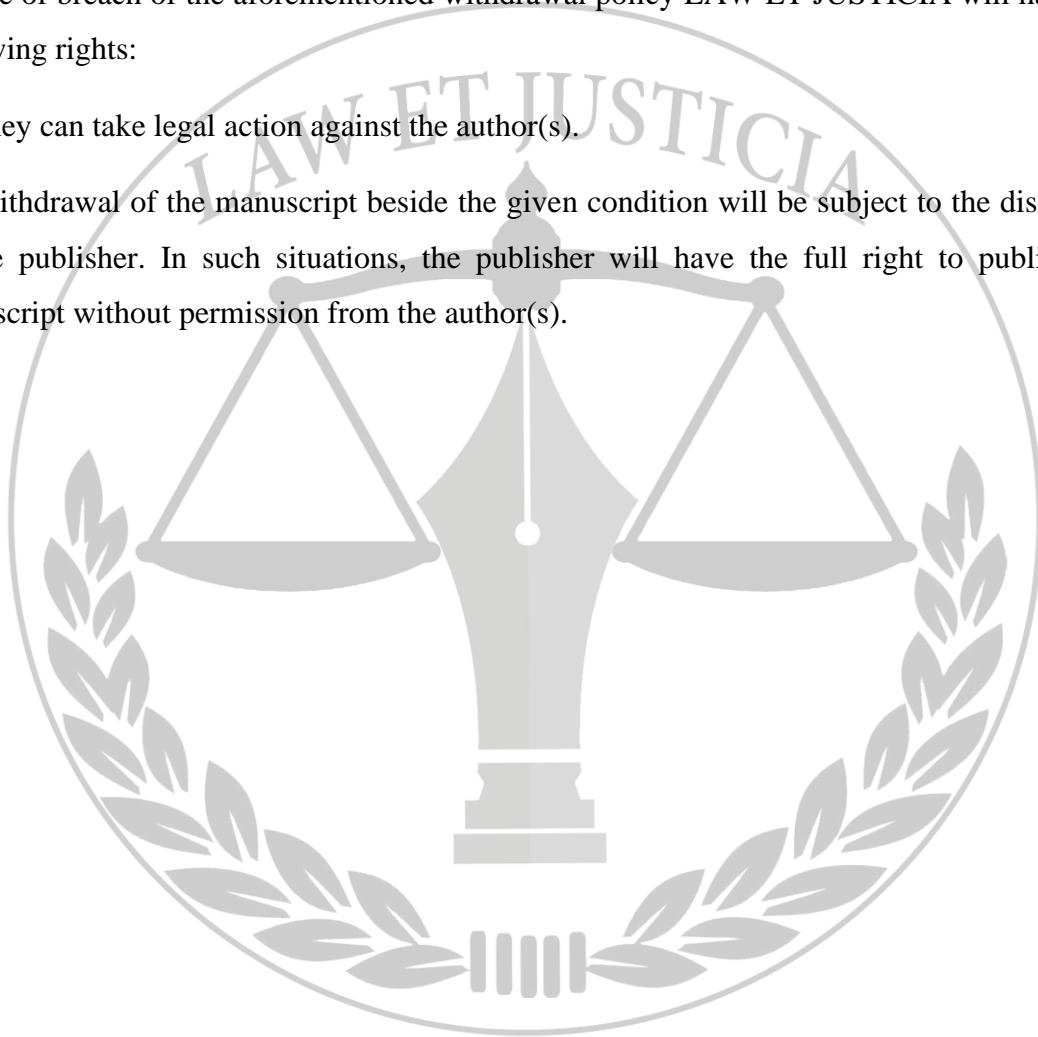 e of breach of the aforementioned withdrawal policy LAW ET JUSTICIA will ha
ving rights:
LAW ET JUSTICIA
ey can take legal action against the author(s).
ithdrawal of the manuscript beside the given condition will be subject to the dis
e publisher. In such situations, the publisher will have the full right to publi
script without permission from the author(s).